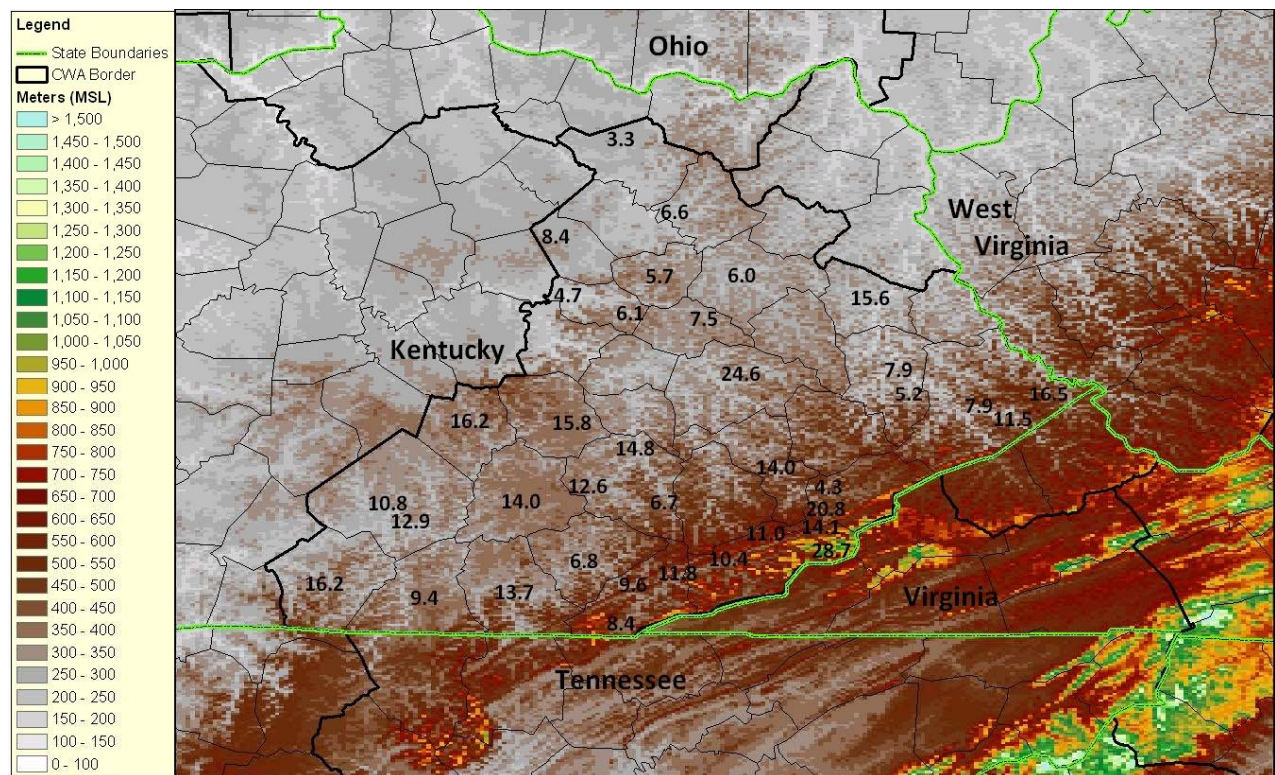 Legend
State Boundaries
CWA Border
Meters (MSL)
> 1,500
1,450 - 1,500
1,400 - 1,450
1,350 - 1,400
1,300 - 1,350
1,250 - 1,300
1,200 - 1,250
1,150 - 1,200
1,100 - 1,150
1,050 - 1,100
1,000 - 1,050
950 - 1,000
900 - 950
850 - 900
800 - 850
750 - 800
700 - 750
650 - 700
600 - 650
550 - 600
500 - 550
450 - 500
400 - 450
350 - 400
300 - 350
250 - 300
200 - 250
150 - 200
100 - 150
0 - 100
Ohio
3.3
6.6
West
Virginia
8.4
5.7
6.0
4.7
15.6
6.1
7.5
Kentucky
24.6
7.9
5.2
16.5
7.9
11.5
16.2
15.8
14.8
14.0
12.6
4.3
10.8
14.0
6.7
20.8
12.9
11.0
14.1
28.7
6.8
10.4
11.8
16.2
9.6
9.4
13.7
Virginia
8.4
Tennessee